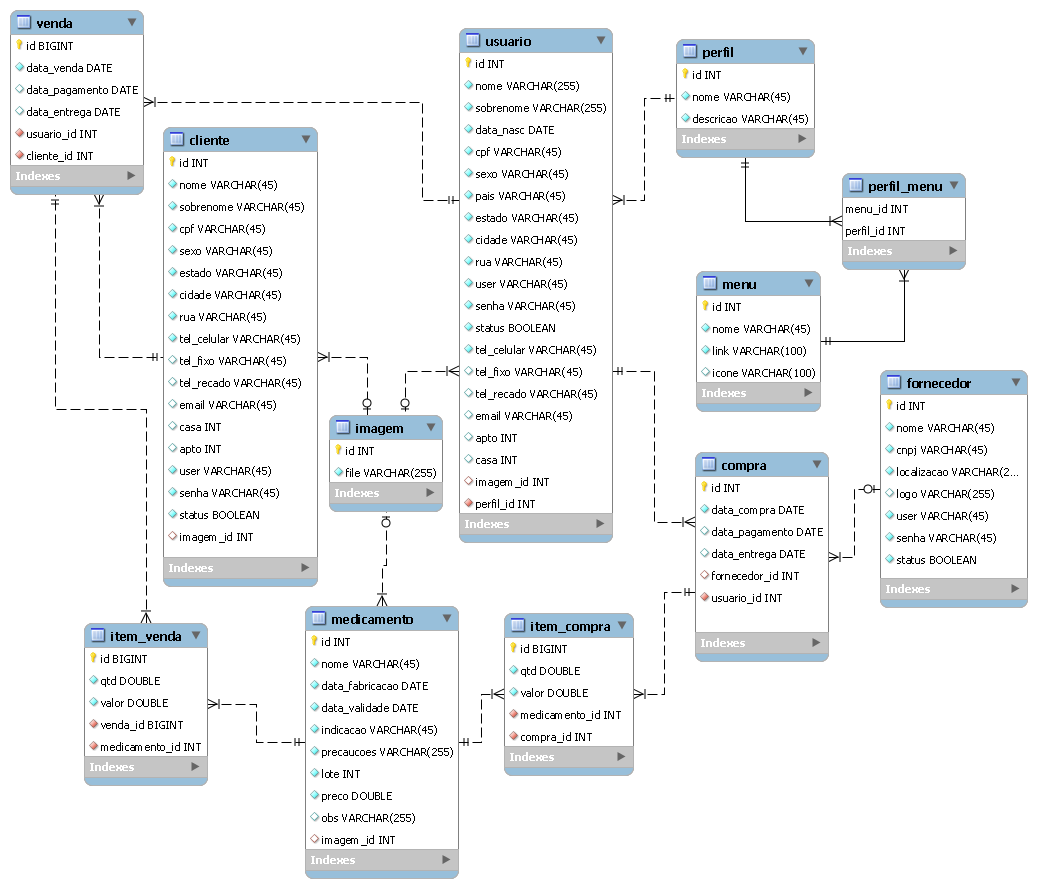 venda
id BIGINT
data_venda DATE
data_pagamento DATE
data_entrega DATE
usuario_id INT
cliente_id INT
Indexes
cliente
id INT
nome VARCHAR(45)
sobrenome VARCHAR(45)
cpf VARCHAR(45)
sexo VARCHAR(45)
estado VARCHAR(45)
cidade VARCHAR(45)
rua VARCHAR(45)
tel_celular VARCHAR(45)
tel_fixo VARCHAR(45)
tel_recado VARCHAR(45)
email VARCHAR(45)
casa INT
apto INT
user VARCHAR(45)
senha VARCHAR(45)
status BOOLEAN
imagem_id INT
Indexes
usuario
id INT
nome VARCHAR(255)
sobrenome VARCHAR(255)
data_nasc DATE
cpf VARCHAR(45)
sexo VARCHAR(45)
pais VARCHAR(45)
estado VARCHAR(45)
cidade VARCHAR(45)
rua VARCHAR(45)
user VARCHAR(45)
senha VARCHAR(45)
status BOOLEAN
tel_celular VARCHAR(45)
tel_fixo VARCHAR(45)
tel_recado VARCHAR(45)
email VARCHAR(45)
apto INT
casa INT
imagem_id INT
perfil_id INT
Indexes
perfil
id INT
nome VARCHAR(45)
descricao VARCHAR(45)
Indexes
perfil_menu
menu_id INT
perfil_id INT
Indexes
menu
id INT
nome VARCHAR(45)
link VARCHAR(100)
icone VARCHAR(100)
Indexes
fornecedor
id INT
nome VARCHAR(45)
cnpj VARCHAR(45)
localizacao VARCHAR(2...
logo VARCHAR(255)
user VARCHAR(45)
senha VARCHAR(45)
status BOOLEAN
Indexes
imagem
id INT
file VARCHAR(255)
Indexes
compra
id INT
data_compra DATE
data_pagamento DATE
data_entrega DATE
fornecedor_id INT
usuario_id INT
Indexes
item_venda
id BIGINT
qtd DOUBLE
valor DOUBLE
venda_id BIGINT
medicamento_id INT
Indexes
medicamento
id INT
nome VARCHAR(45)
data_fabricacao DATE
data_validade DATE
indicacao VARCHAR(45)
precaucoes VARCHAR(255)
lote INT
preco DOUBLE
obs VARCHAR(255)
imagem_id INT
Indexes
item_compra
id BIGINT
qtd DOUBLE
valor DOUBLE
medicamento_id INT
compra_id INT
Indexes